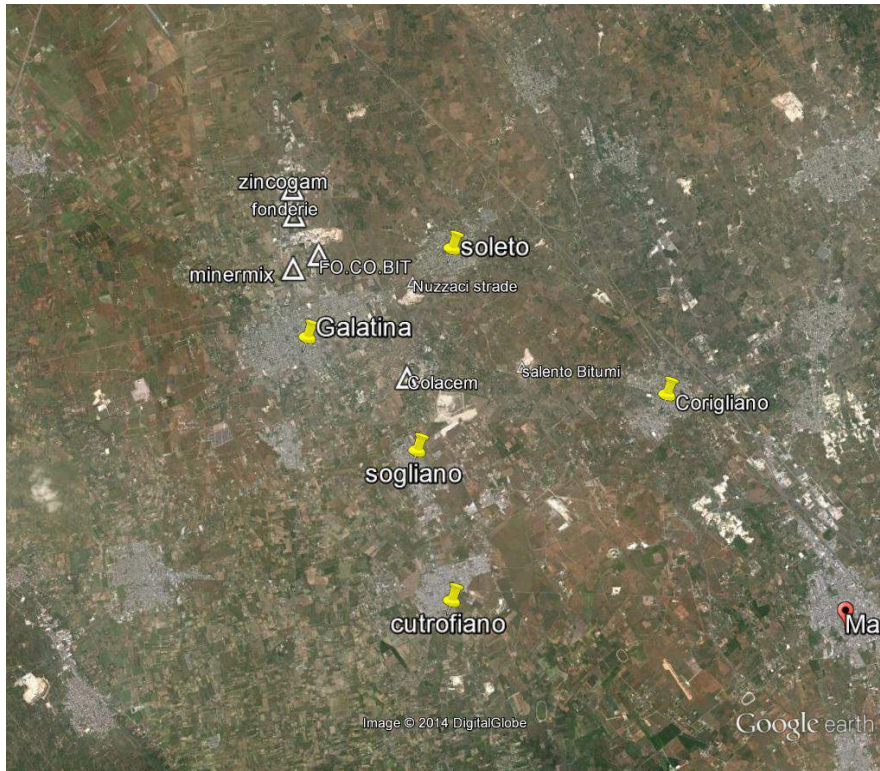 zincogam
fonderie
soleto
FO.CO.BIT
minermix
Nuzzaci strade
Galatina
salento Bitumi
Colacem
Corigliano
sogliano
cutrofiano
Ma
Image © 2014 DigitalGlobe
Google earth